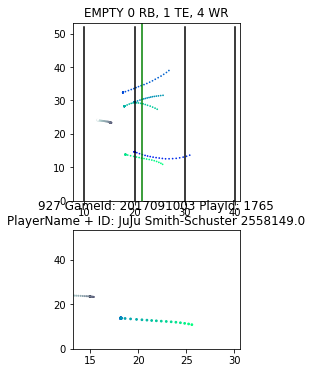 EMPTY 0 RB, 1 TE, 4 WR
50
40
30
20
10
0
10 20 30 40
927 GameId: 2017091003 PlayId: 1765
PlayerName + ID: JuJu Smith-Schuster 2558149.0
40
20
0
15 20 25 30